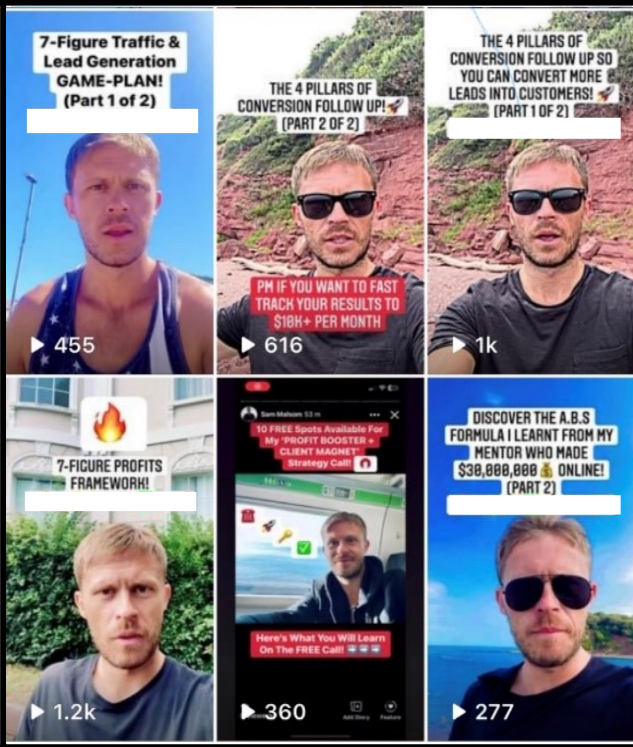 7-Figure Traffic &
Lead Generation
GAME-PLAN!
(Part 1 of 2)
455
THE 4 PILLARS OF
CONVERSION FOLLOW UP!🚀
(PART 2 OF 2)
PM IF YOU WANT TO FAST
TRACK YOUR RESULTS TO
$10K+ PER MONTH
616
THE 4 PILLARS OF
CONVERSION FOLLOW UP SO
YOU CAN CONVERT MORE
LEADS INTO CUSTOMERS! 🚀
(PART 1 OF 2)
1k
7-FIGURE PROFITS
FRAMEWORK!
1.2k
Sam Malsom 53 m
10 FREE Spots Available For
My 'PROFIT BOOSTER +
CLIENT MAGNET'
Strategy Call! 🧲
Here's What You Will Learn
On The FREE Call! ➡️➡️➡️
360
Add Story
Feature
DISCOVER THE A.B.S
FORMULA I LEARNT FROM MY
MENTOR WHO MADE
$30,000,000 💰 ONLINE!
(PART 2)
277